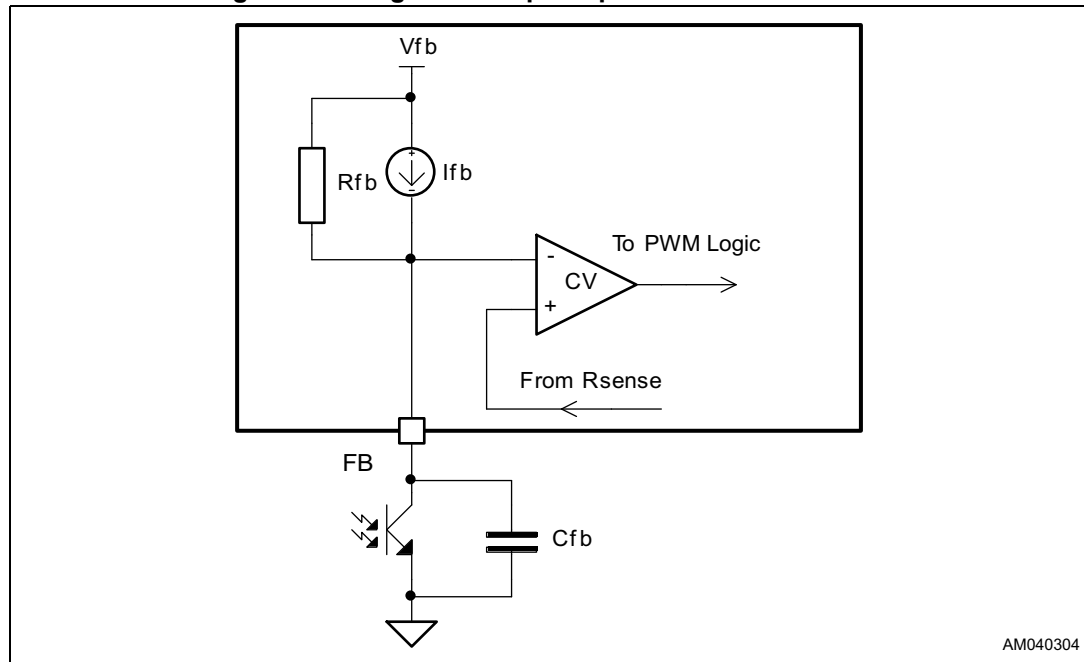 Vfb
Rfb
Ifb
-
CV
+
To PWM Logic
From Rsense
FB
Cfb
AM040304